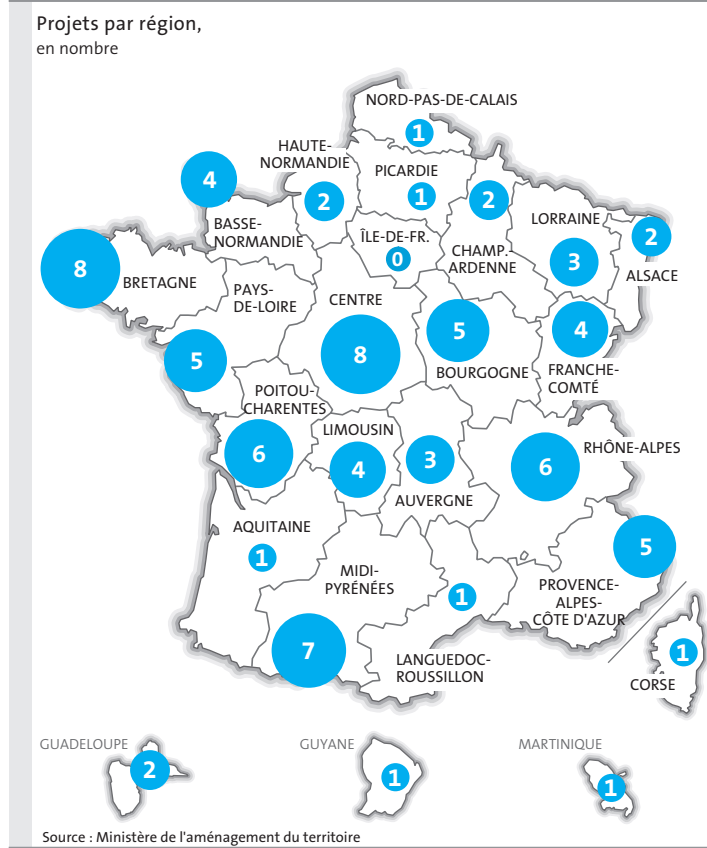 Projets par région,
en nombre
NORD-PAS-DE-CALAIS
1
HAUTE-
NORMANDIE
2
PICARDIE
1
2
CHAMP.-
ARDENNE
4
BASSE-
NORMANDIE
ÎLE-DE-FR.
0
LORRAINE
3
2
ALSACE
8
BRETAGNE
PAYS-
DE-LOIRE
5
CENTRE
8
5
BOURGOGNE
4
FRANCHE-
COMTÉ
POITOU-
CHARENTES
6
LIMOUSIN
4
3
AUVERGNE
6
RHÔNE-ALPES
AQUITAINE
1
MIDI-
PYRÉNÉES
7
1
LANGUEDOC-
ROUSSILLON
5
PROVENCE-
ALPES-
CÔTE D'AZUR
1
CORSE
GUADELOUPE
2
GUYANE
1
MARTINIQUE
1
Source : Ministère de l'aménagement du territoire